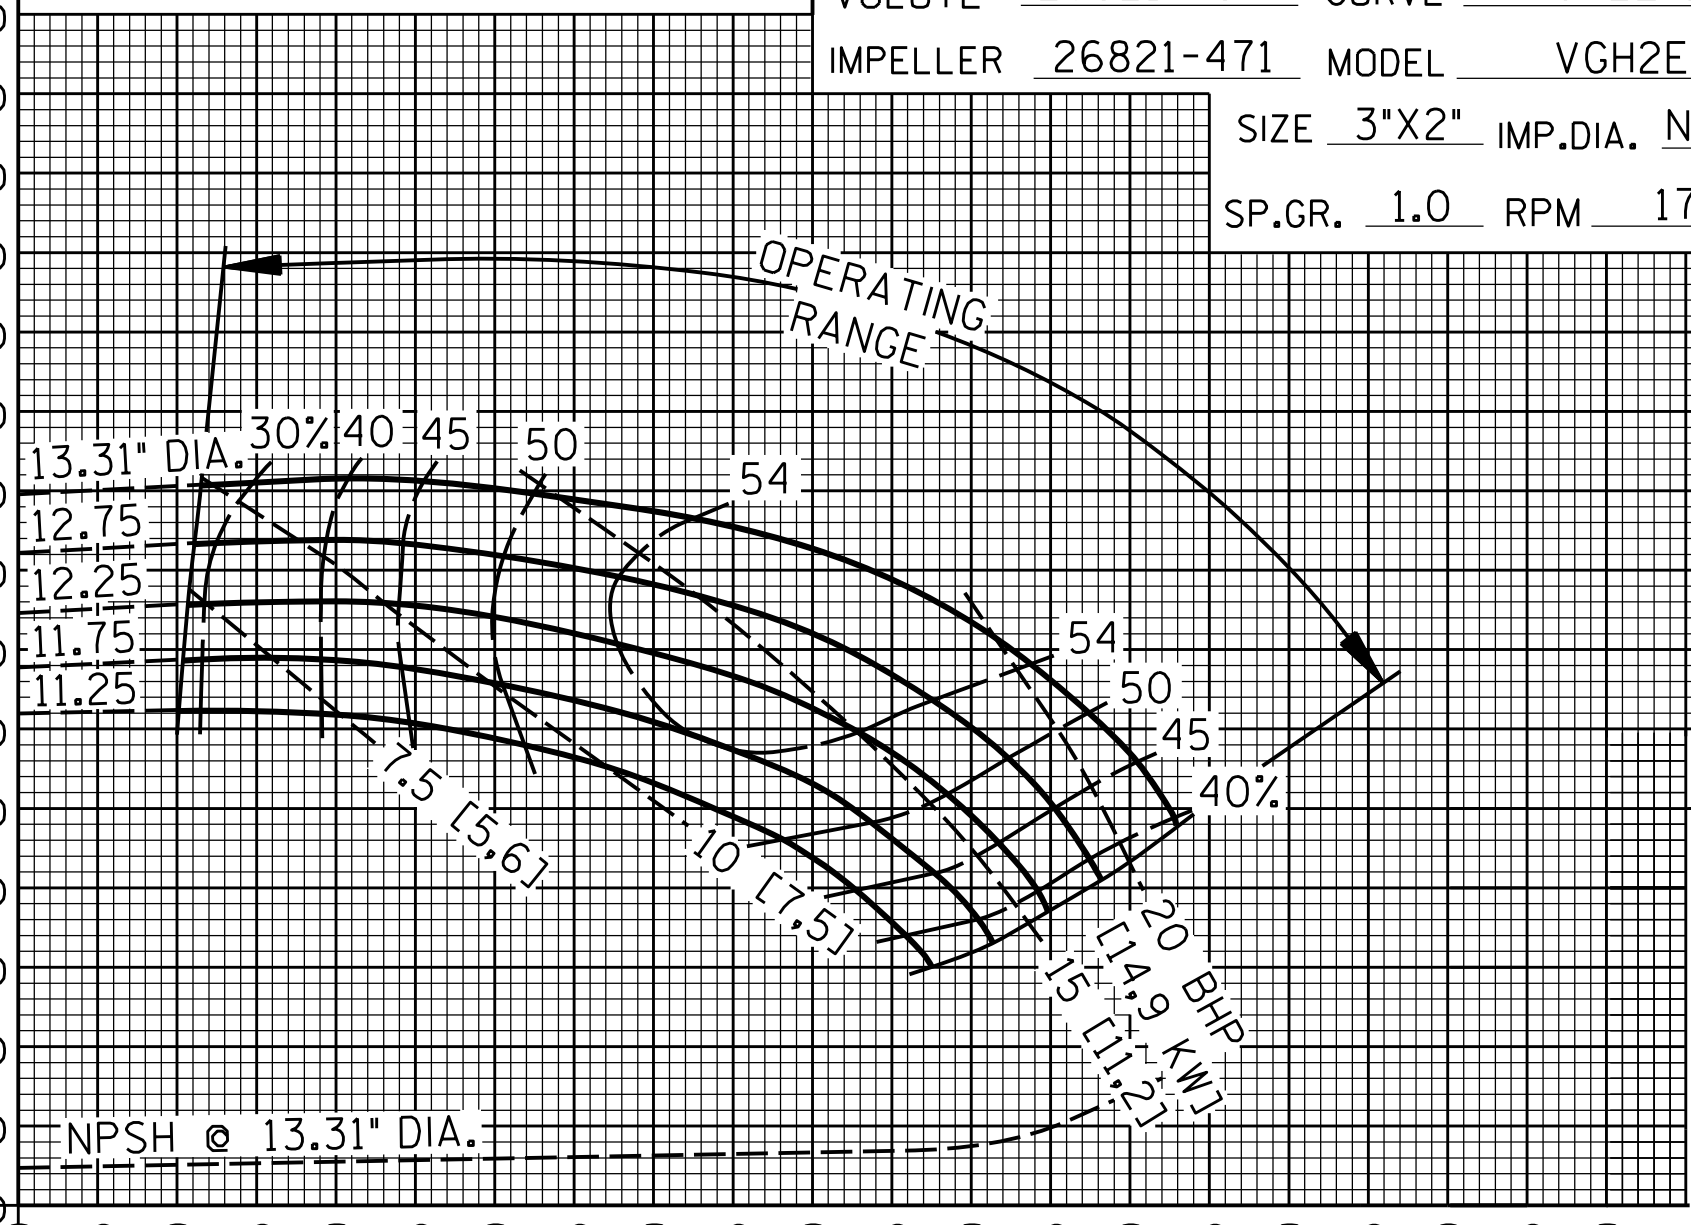 IMPELLER 26821-471 MODEL VGH2E
SIZE 3"X2" IMP.DIA.
SP.GR. 1.0 RPM
OPERATING
RANGE
13.31" DIA. 30% 40 45 50 54
12.75
12.25
11.75
11.25
54
50
45
40%
7.5 [5,6]
10 [7,5]
15 [11,2]
20 BHP
[14,9 KW]
NPSH @ 13.31" DIA.